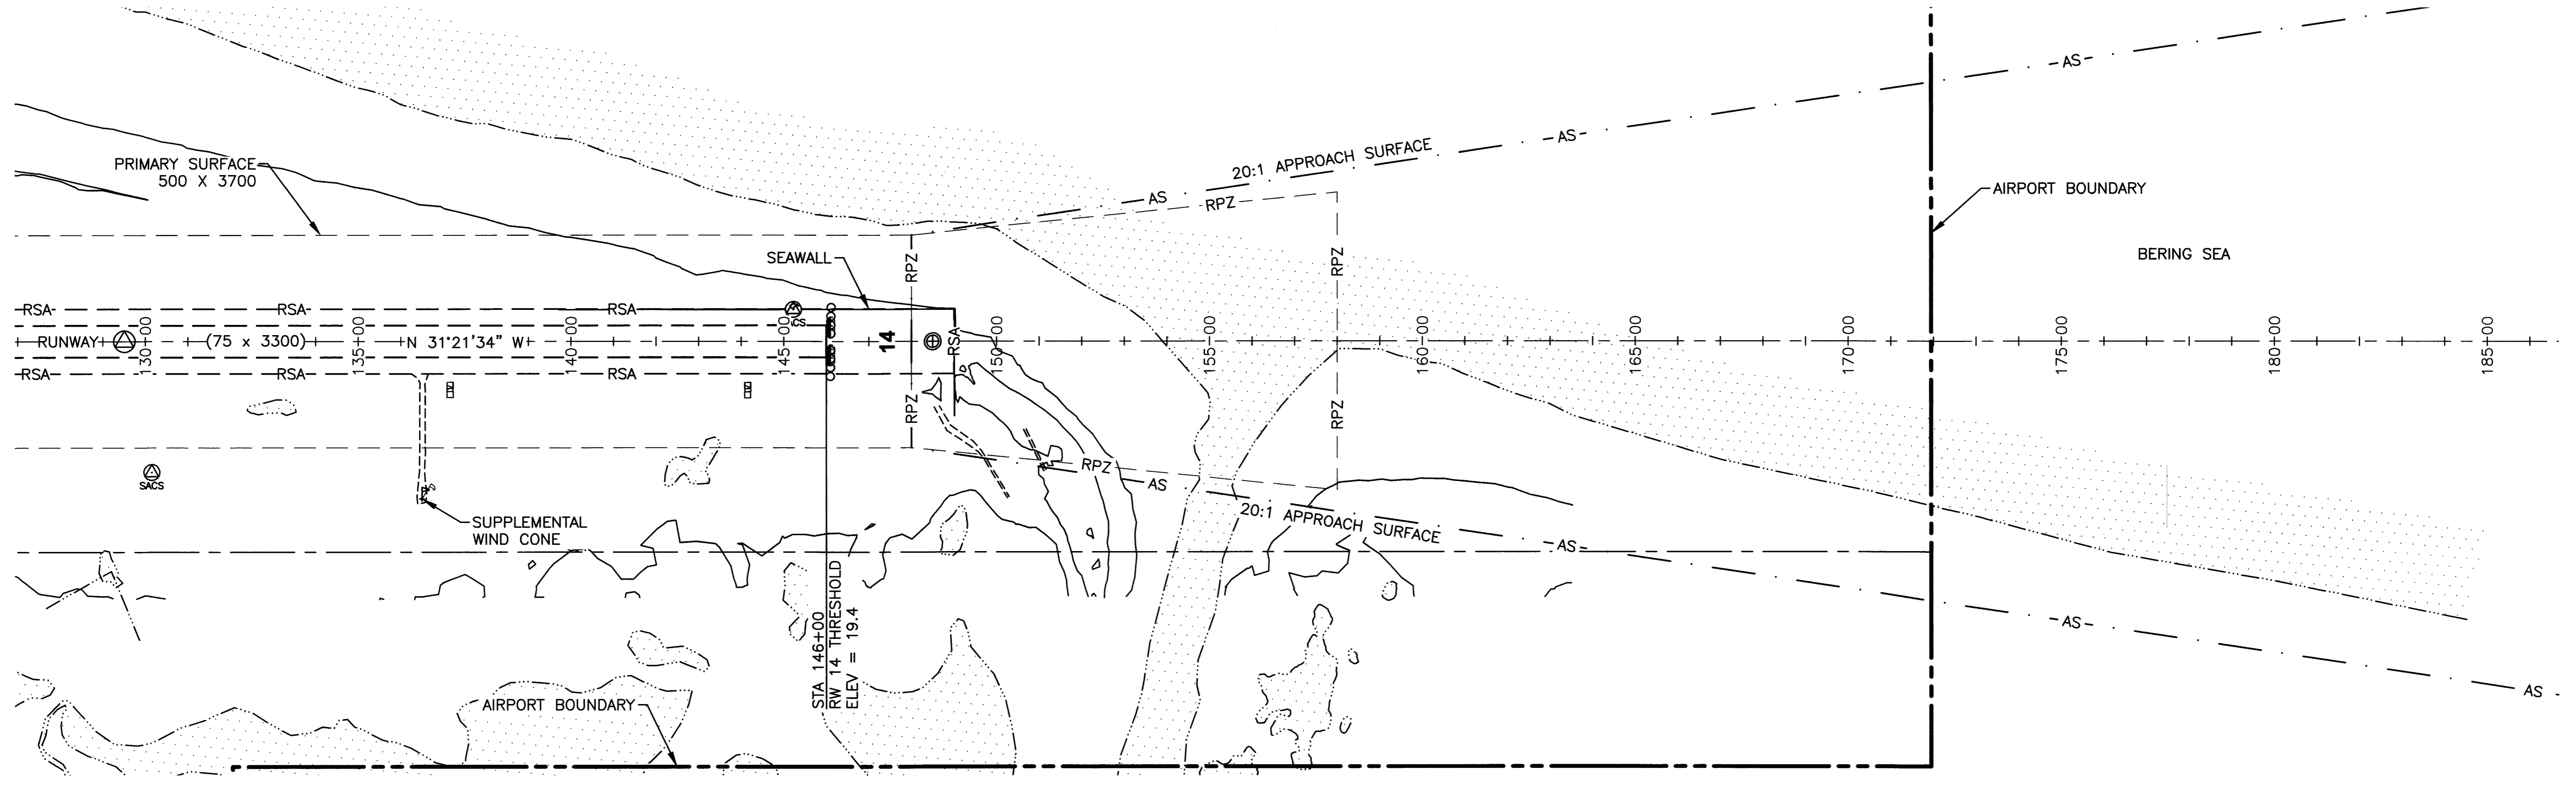 AS
20:1 APPROACH SURFACE
AS
AS
PRIMARY SURFACE
500 X 3700
AIRPORT BOUNDARY
RPZ
BERING SEA
SEAWALL
RPZ
RPZ
RSA
RSA
RSA
RUNWAY
(75 x 3300)
N 31°21'34" W
14
RSA
130+00
135+00
140+00
145+00
150+00
155+00
160+00
165+00
170+00
175+00
180+00
185+00
RSA
RSA
RSA
RPZ
RPZ
RPZ
SACS
AS
20:1 APPROACH SURFACE
SUPPLEMENTAL
WIND CONE
AS
STA 146+00
RW 14 THRESHOLD
ELEV = 19.4
AS
AS
AIRPORT BOUNDARY